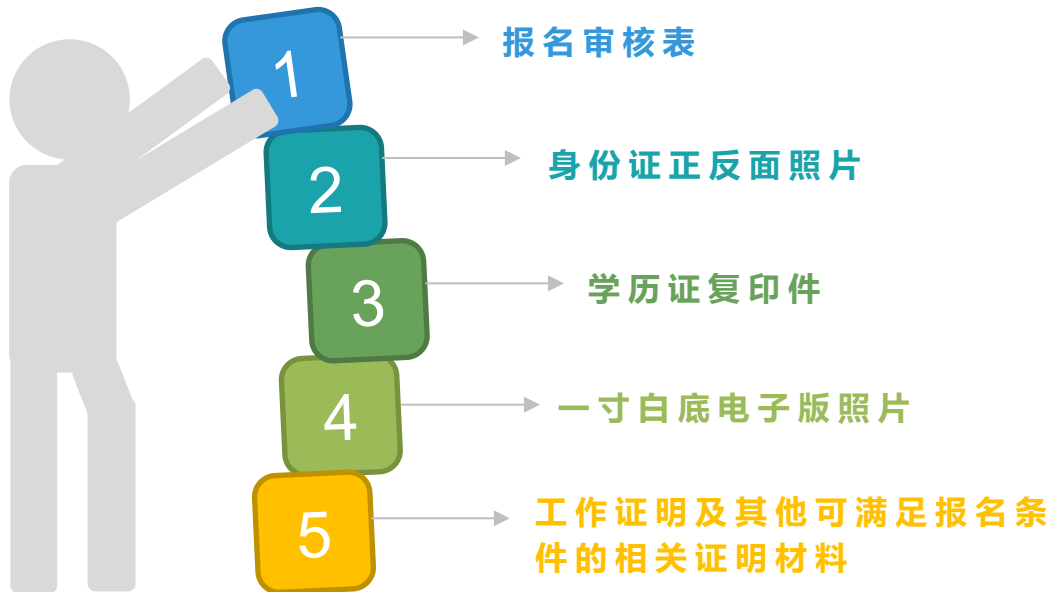 1
报名审核表
2
身份证正反面照片
3
学历证复印件
4
一寸白底电子版照片
5
工作证明及其他可满足报名条
件的相关证明材料